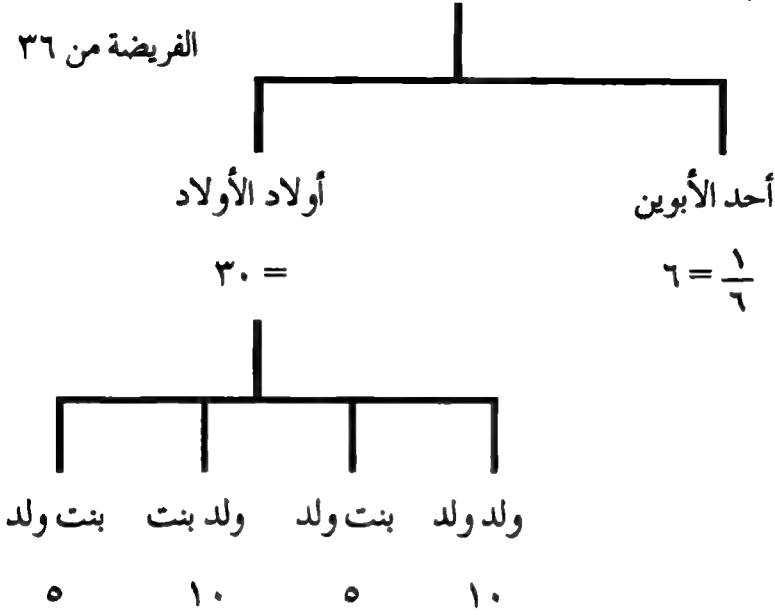 الفريضة من ٣٦
أحد الأبوين
أولاد الأولاد
١/٦ = ٦
= ٣٠
ولد ولد
بنت ولد
ولد بنت
بنت ولد
١٠
٥
١٠
٥